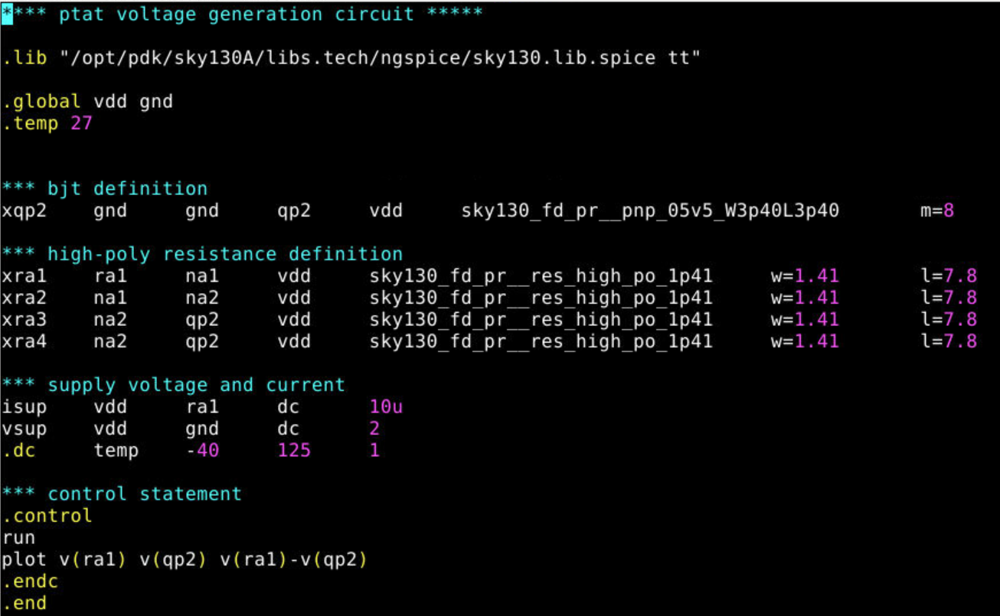 **** ptat voltage generation circuit *****
.lib "/opt/pdk/sky130A/libs.tech/ngspice/sky130.lib.spice tt"
.global vdd gnd
.temp 27
*** bjt definition
xqp2 gnd gnd qp2 vdd sky130_fd_pr__pnp_05v5_W3p40L3p40 m=8
*** high-poly resistance definition
xra1 ra1 na1 vdd sky130_fd_pr__res_high_po_1p41 w=1.41 l=7.8
xra2 na1 na2 vdd sky130_fd_pr__res_high_po_1p41 w=1.41 l=7.8
xra3 na2 qp2 vdd sky130_fd_pr__res_high_po_1p41 w=1.41 l=7.8
xra4 na2 qp2 vdd sky130_fd_pr__res_high_po_1p41 w=1.41 l=7.8
*** supply voltage and current
isup vdd ra1 dc 10u
vsup vdd gnd dc 2
.dc temp -40 125 1
*** control statement
.control
run
plot v(ra1) v(qp2) v(ra1)-v(qp2)
.endc
.end